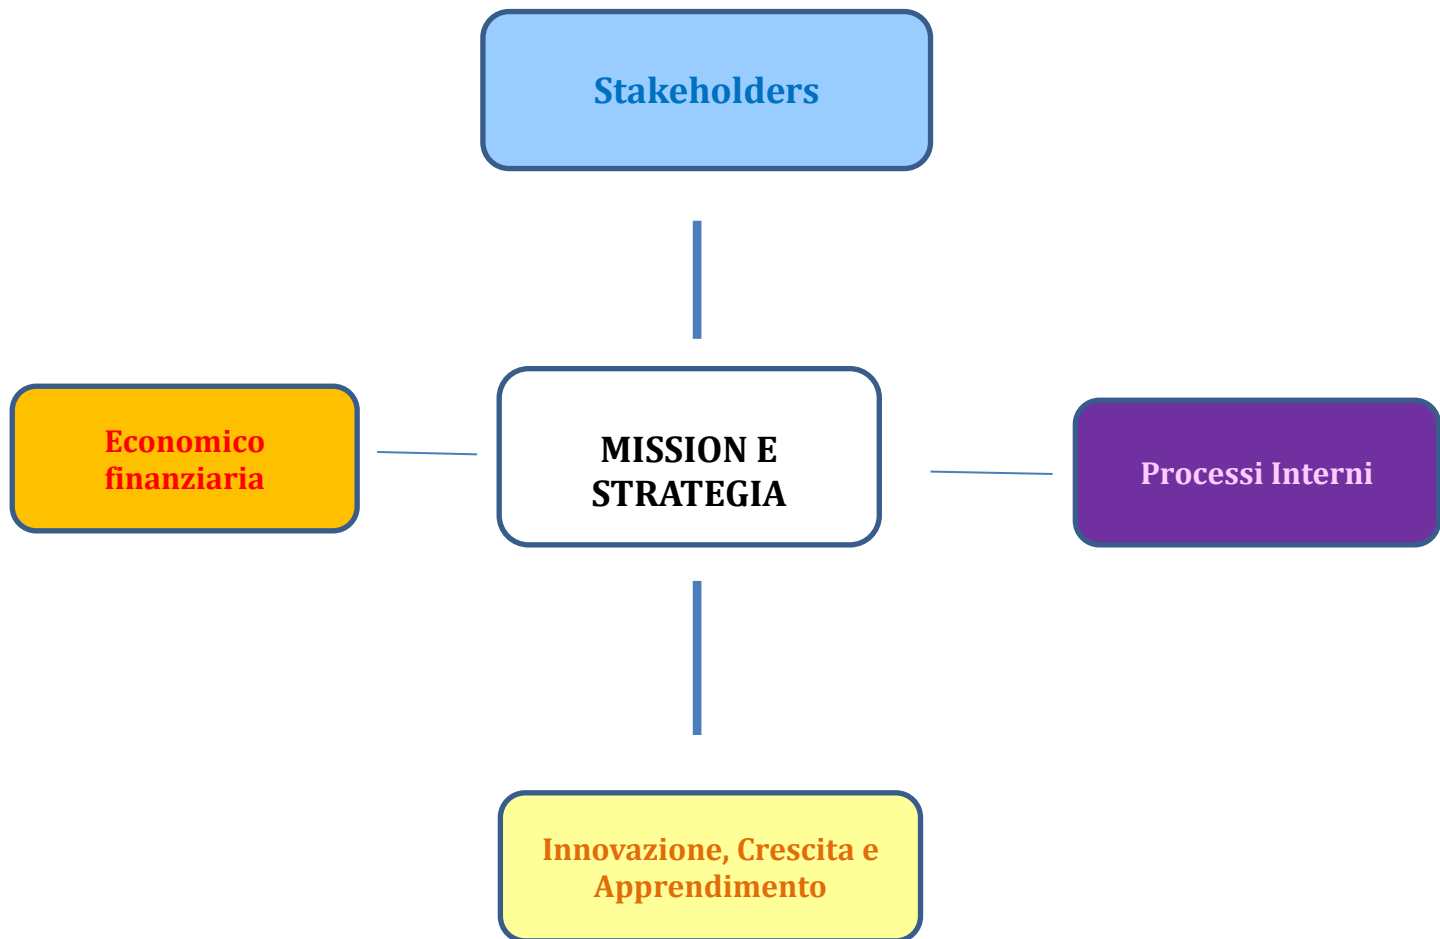 Stakeholders
Economico
finanziaria
MISSION E
STRATEGIA
Processi Interni
Innovazione, Crescita e
Apprendimento